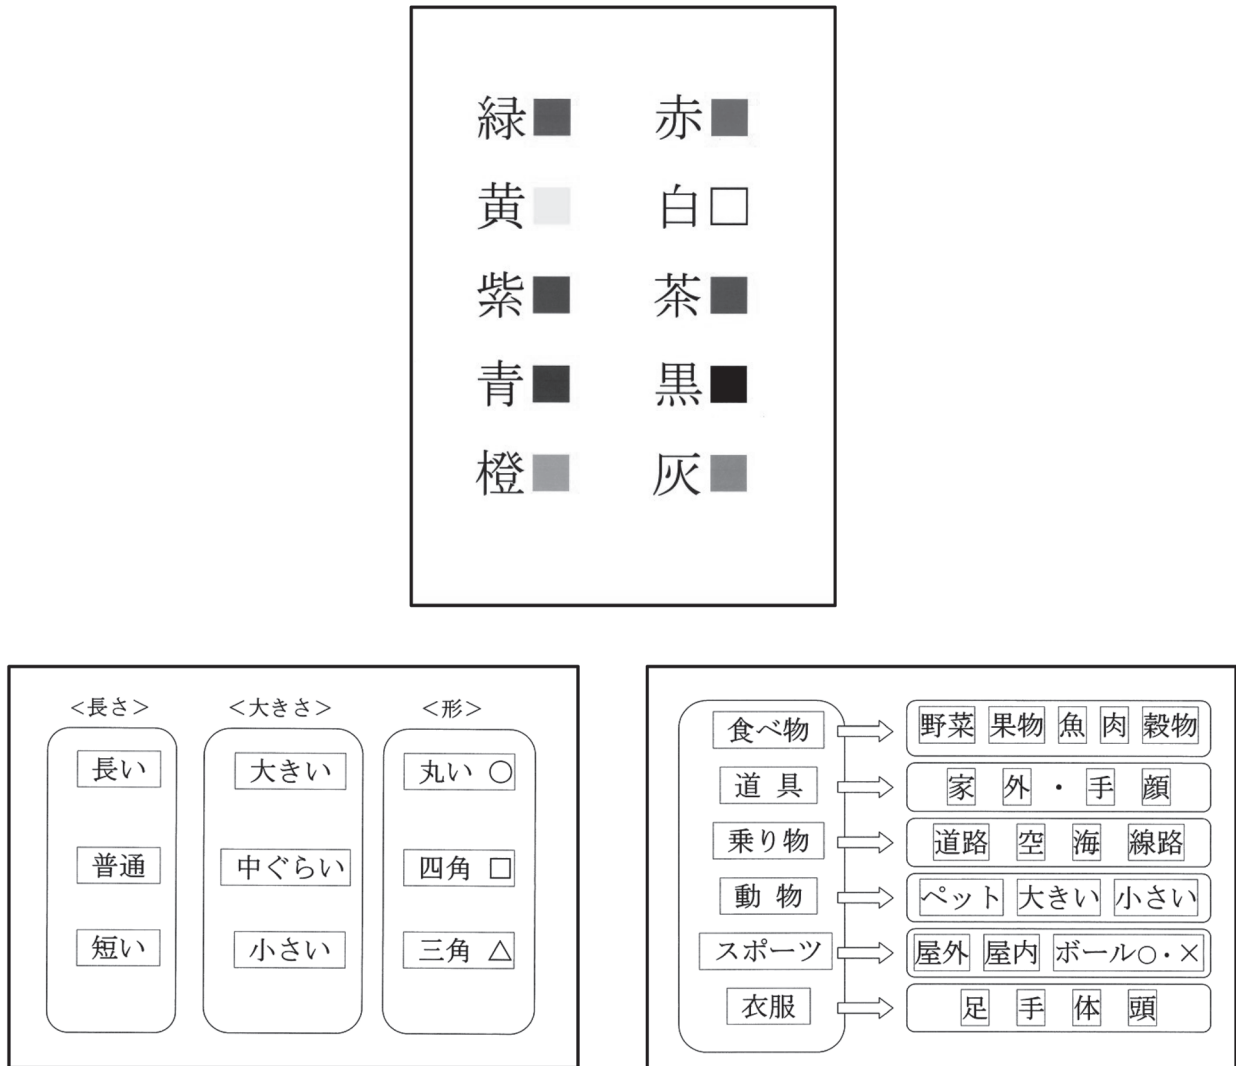 緑 赤
黄 白
紫 茶
青 黒
橙 灰
<長さ> <大きさ> <形>
長い 大きい 丸い ○
普通 中ぐらい 四角 □
短い 小さい 三角 △
食べ物 野菜 果物 魚 肉 穀物
道具 家 外・手 顔
乗り物 道路 空 海 線路
動物 ペット 大きい 小さい
スポーツ 屋外 屋内 ボール○・×
衣服 足 手 体 頭